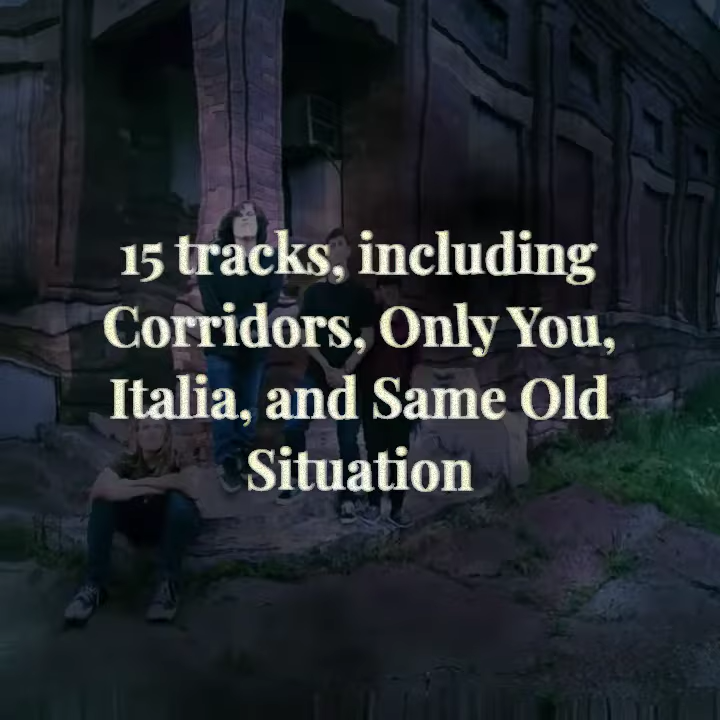 15 tracks, including
Corridors, Only You,
Italia, and Same Old
Situation